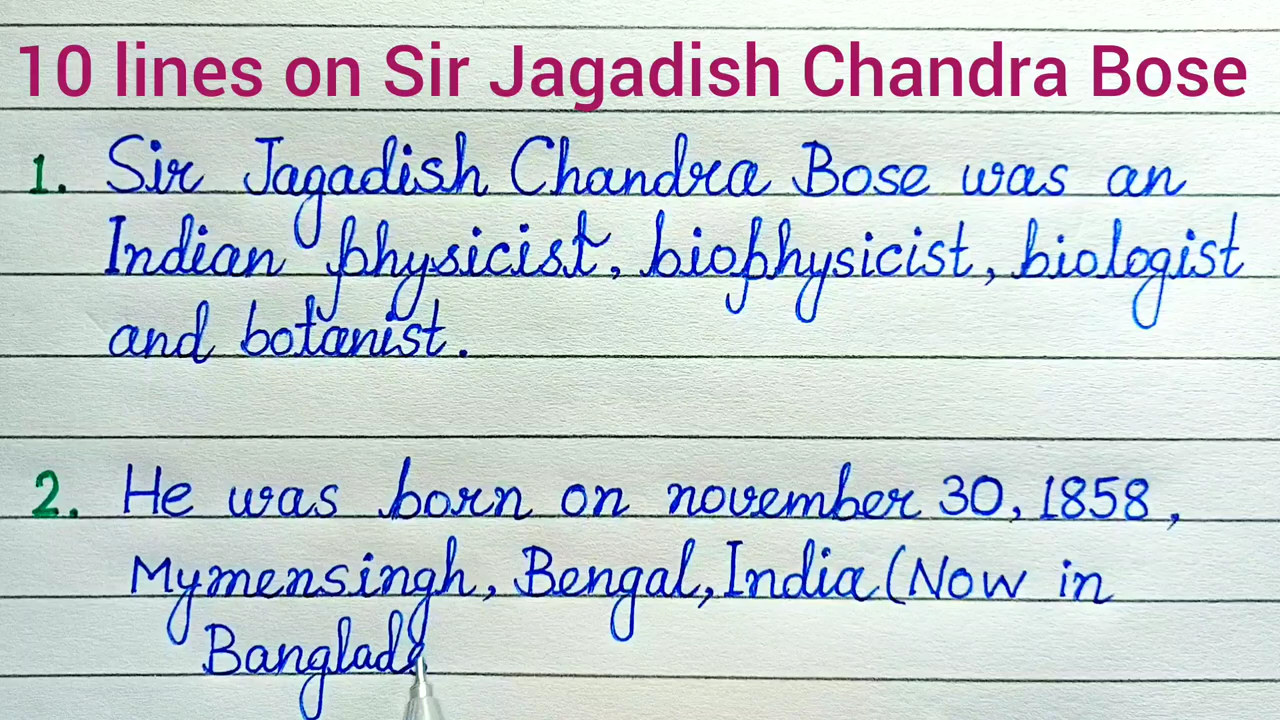 10 lines on Sir Jagadish Chandra Bose
1. Sir Jagadish Chandra Bose was an
Indian physicist, biophysicist, biologist
and botanist.
2. He was born on november 30, 1858,
Mymensingh, Bengal, India (Now in
Banglade